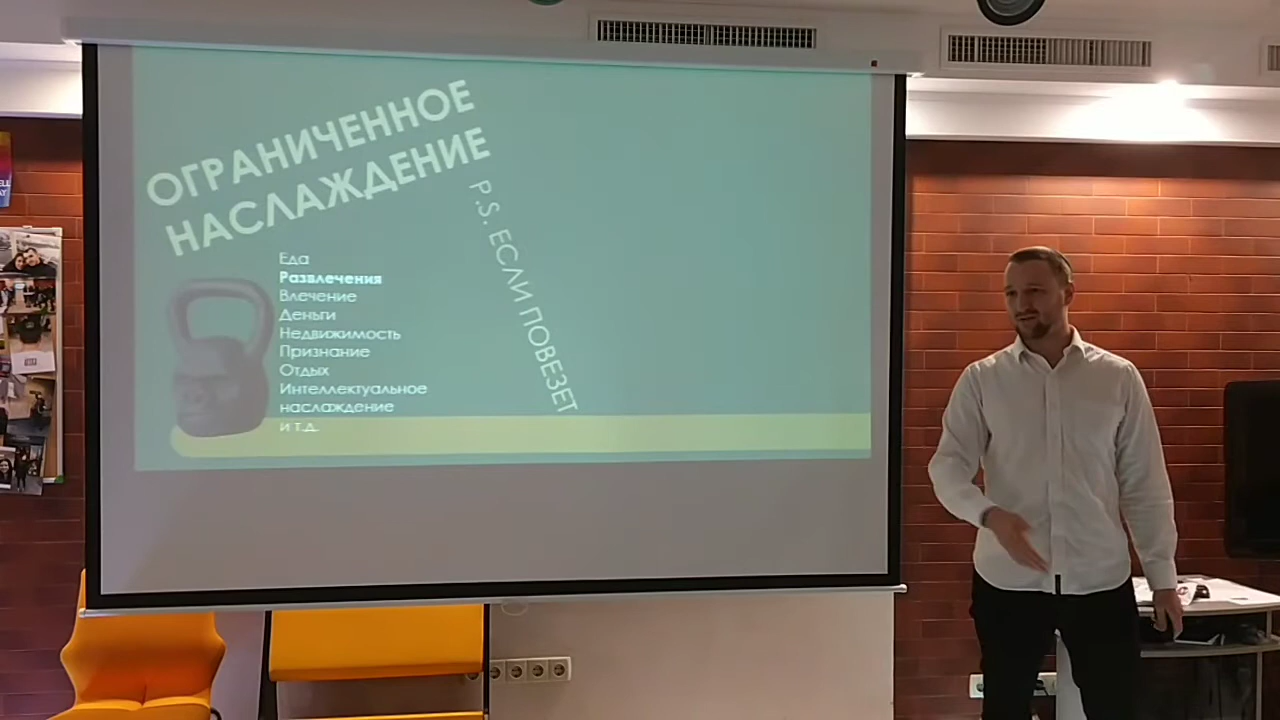 ОГРАНИЧЕННОЕ
НАСЛАЖДЕНИЕ
P.S. ЕСЛИ ПОВЕЗЕТ
Еда
Развлечения
Влечение
Деньги
Недвижимость
Признание
Отдых
Интеллектуальное
наслаждение
и т.д.